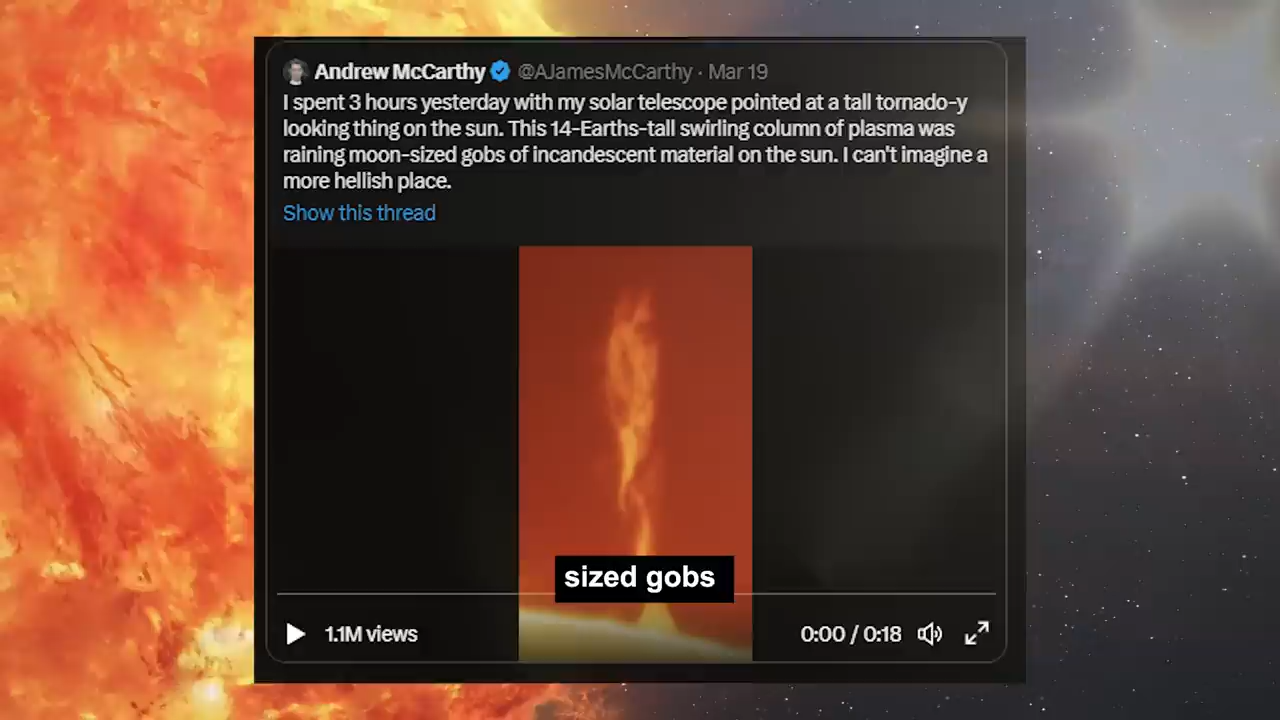 Andrew McCarthy @AJamesMcCarthy · Mar 19
I spent 3 hours yesterday with my solar telescope pointed at a tall tornado-y
looking thing on the sun. This 14-Earths-tall swirling column of plasma was
raining moon-sized gobs of incandescent material on the sun. I can't imagine a
more hellish place.
Show this thread
sized gobs
1.1M views
0:00 / 0:18